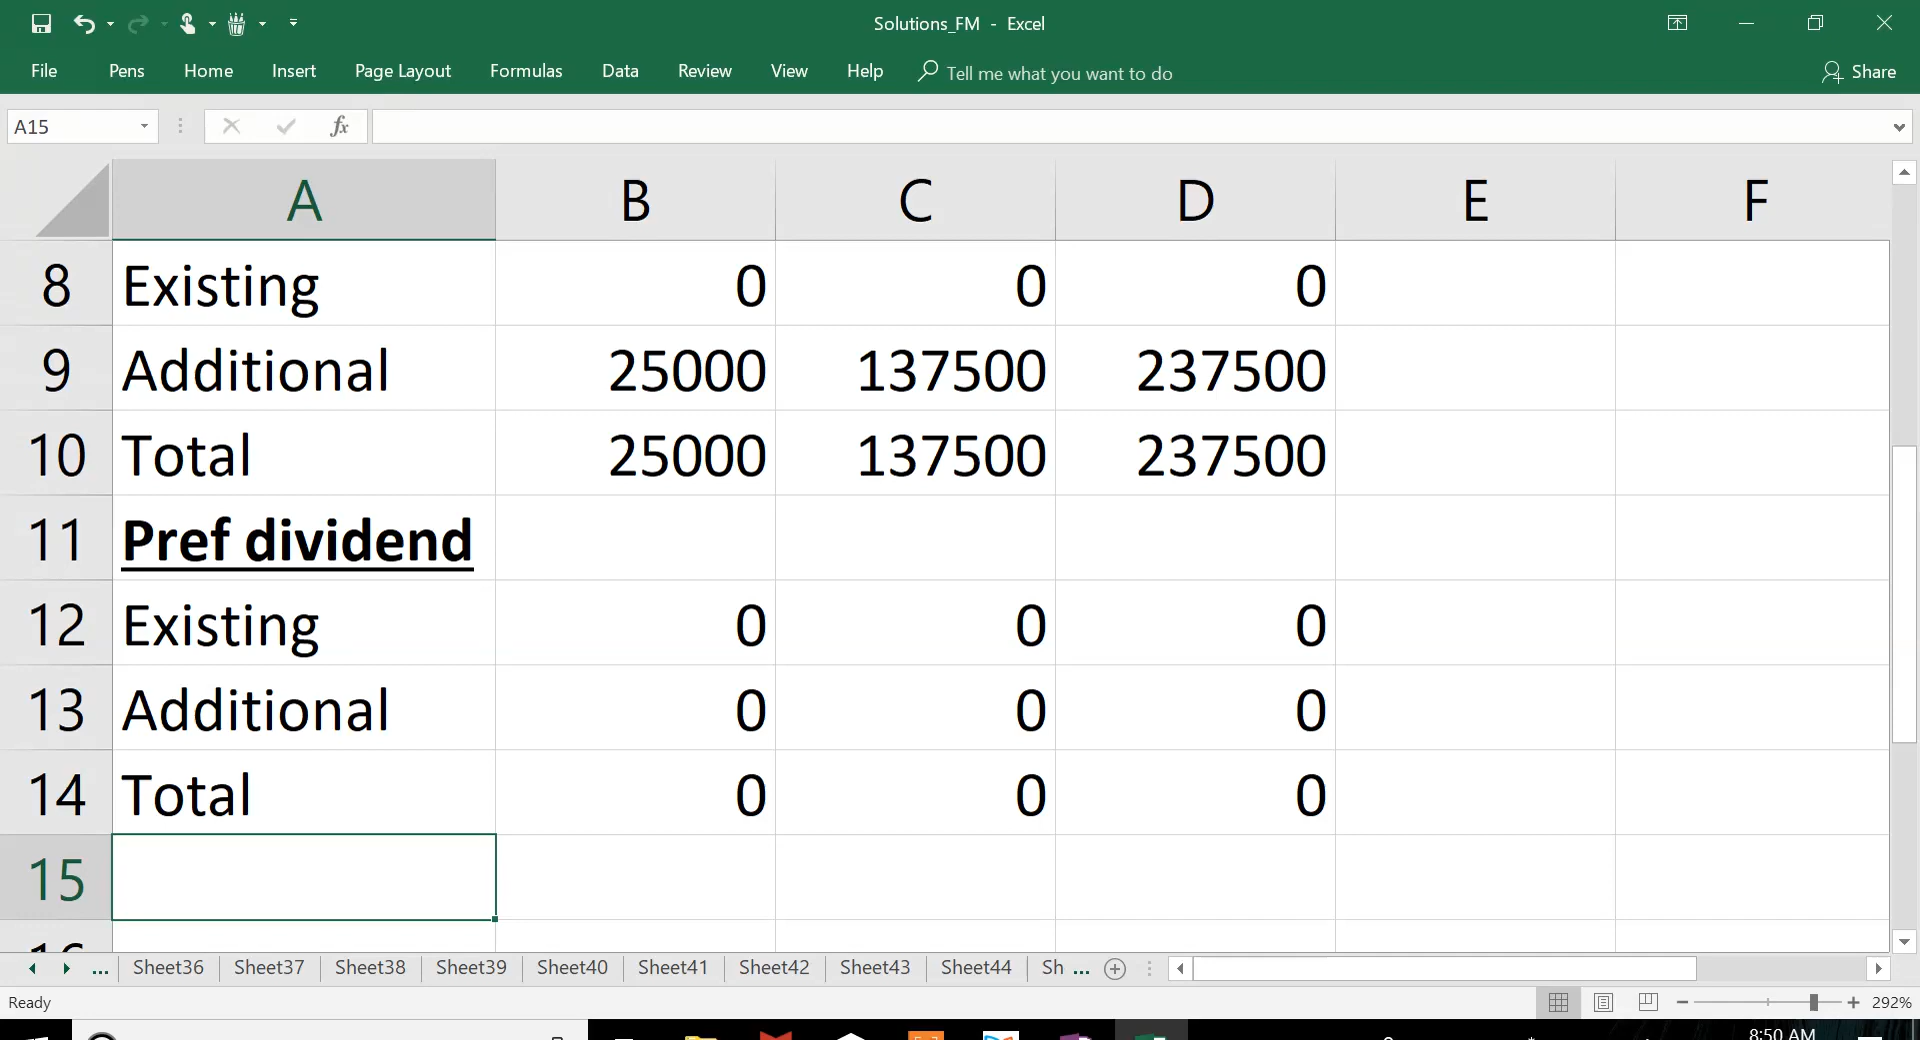 Solutions_FM - Excel
File Pens Home Insert Page Layout Formulas Data Review View Help Tell me what you want to do Share
A15 fx
A B C D E F
8 Existing 0 0 0
9 Additional 25000 137500 237500
10 Total 25000 137500 237500
11 Pref dividend
12 Existing 0 0 0
13 Additional 0 0 0
14 Total 0 0 0
15
16
... Sheet36 Sheet37 Sheet38 Sheet39 Sheet40 Sheet41 Sheet42 Sheet43 Sheet44 Sh ...
Ready 292%
8:50 AM